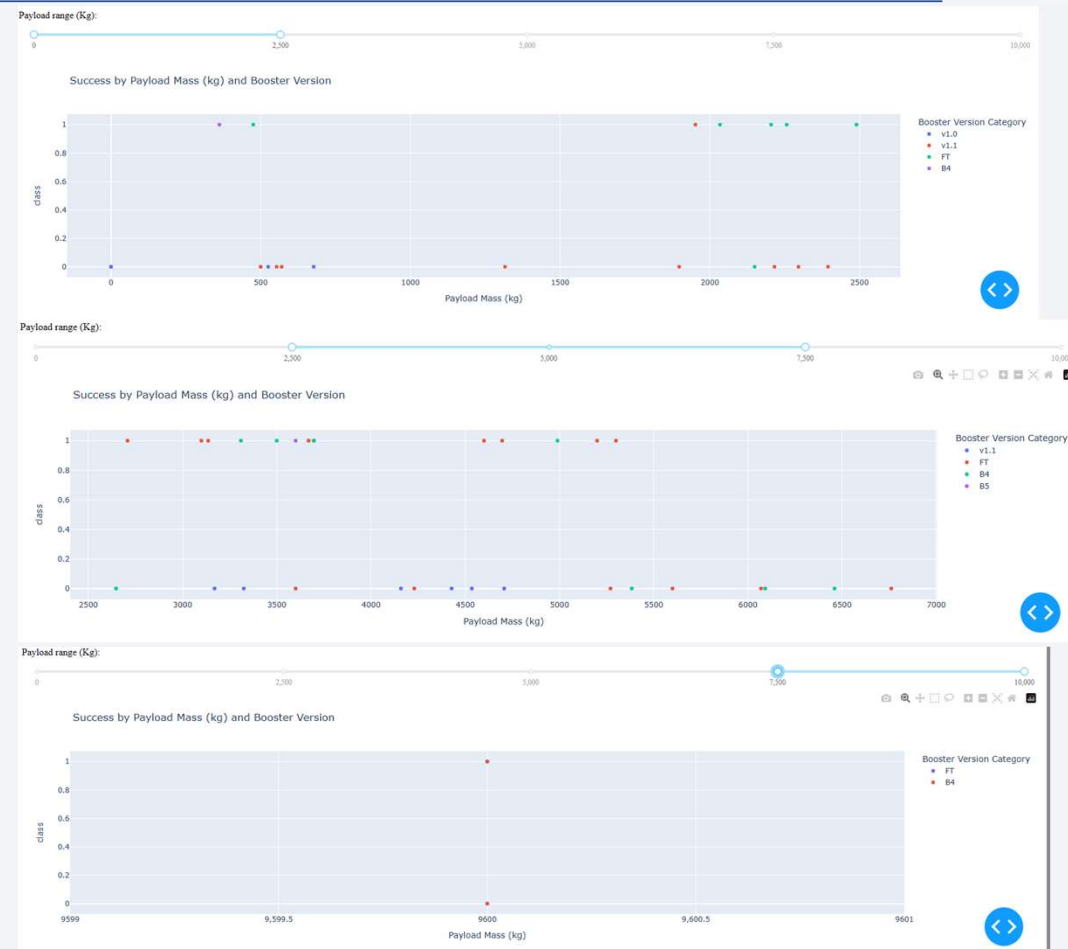 Payload range (Kg):
0 2,500 5,000 7,500 10,000
Success by Payload Mass (kg) and Booster Version
Booster Version Category
v1.0
v1.1
FT
B4
1
0.8
0.6
0.4
0.2
0
class
0 500 1000 1500 2000 2500
Payload Mass (kg)
Payload range (Kg):
0 2,500 5,000 7,500 10,00
Success by Payload Mass (kg) and Booster Version
Booster Version Category
v1.1
FT
B4
B5
1
0.8
0.6
0.4
0.2
0
class
2500 3000 3500 4000 4500 5000 5500 6000 6500 7000
Payload Mass (kg)
Payload range (Kg):
0 2,500 5,000 7,500 10,000
Success by Payload Mass (kg) and Booster Version
Booster Version Category
FT
B4
1
0.8
0.6
0.4
0.2
0
class
9599 9,599.5 9600 9,600.5 9601
Payload Mass (kg)